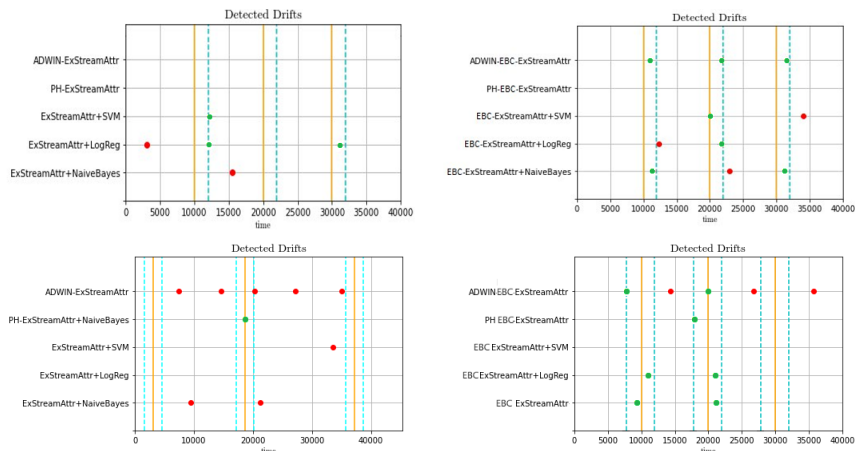 Detected Drifts
ADWIN-ExStreamAttr
PH-ExStreamAttr
ExStreamAttr+SVM
ExStreamAttr+LogReg
ExStreamAttr+NaiveBayes
0 5000 10000 15000 20000 25000 30000 35000 40000
time
Detected Drifts
ADWIN-EBC-ExStreamAttr
PH-EBC-ExStreamAttr
EBC-ExStreamAttr+SVM
EBC-ExStreamAttr+LogReg
EBC-ExStreamAttr+NaiveBayes
0 5000 10000 15000 20000 25000 30000 35000 40000
time
Detected Drifts
ADWIN-ExStreamAttr
PH-ExStreamAttr+NaiveBayes
ExStreamAttr+SVM
ExStreamAttr+LogReg
ExStreamAttr+NaiveBayes
0 10000 20000 30000 40000
time
Detected Drifts
ADWIN EBC-ExStreamAttr
PH EBC-ExStreamAttr
EBC ExStreamAttr+SVM
EBC ExStreamAttr+LogReg
EBC ExStreamAttr
0 5000 10000 15000 20000 25000 30000 35000 40000
time